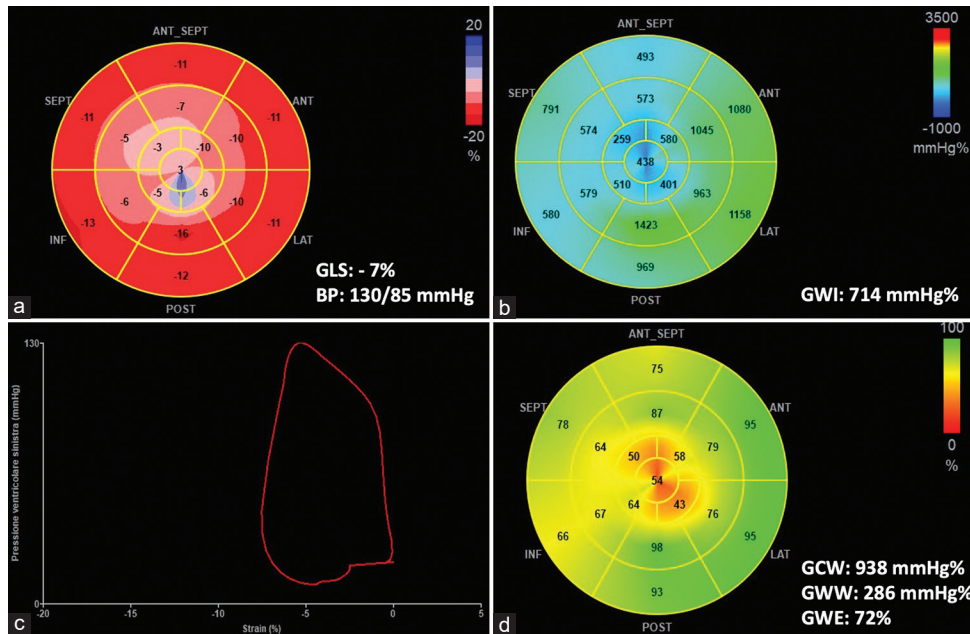 ANT_SEPT
20
-20
%
SEPT
ANT
-11
-11
-11
-7
-5
-10
-3
-10
3
-5
-6
-6
-10
-13
-11
-16
-12
INF
LAT
POST
GLS: - 7%
BP: 130/85 mmHg
a
ANT_SEPT
3500
-1000
mmHg%
SEPT
ANT
493
791
573
1080
574
1045
259
580
438
579
510
401
963
580
1158
1423
969
INF
LAT
POST
GWI: 714 mmHg%
b
130
Pressione ventricolare sinistra (mmHg)
0
-20
-15
-10
-5
0
5
Strain (%)
c
ANT_SEPT
100
0
%
SEPT
ANT
75
78
87
95
64
79
50
58
54
67
64
43
76
66
95
98
93
INF
LAT
POST
GCW: 938 mmHg%
GWW: 286 mmHg%
GWE: 72%
d